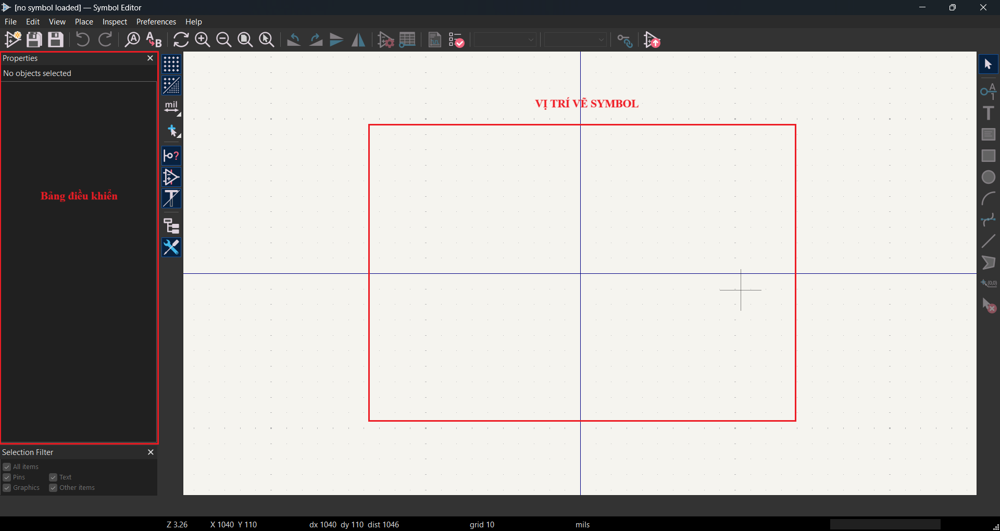 [no symbol loaded] — Symbol Editor
File Edit View Place Inspect Preferences Help
Properties
No objects selected
mil
Bảng điều khiển
VỊ TRÍ VẼ SYMBOL
(0,0)
Selection Filter
All items
Pins Text
Graphics Other items
Z 3.26 X 1040 Y 110 dx 1040 dy 110 dist 1046 grid 10 mils